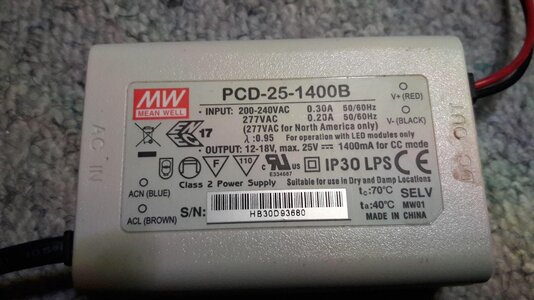 MW
MEAN WELL
PCD-25-1400B
INPUT: 200-240VAC 0.30A 50/60Hz
277VAC 0.23A 50/60Hz
(277VAC for North America only)
λ :0.95 For operation with LED modules only
OUTPUT: 12-18V, max. 25V ⎓ 1400mA for CC mode
V+ (RED)
V- (BLACK)
AC IN
DC OUT
17
F 110 c UL us IP30 LPS CE
E334687
Class 2 Power Supply Suitable for use in Dry and Damp Locations
ACN (BLUE)
ACL (BROWN)
tc:70°C SELV
ta:40°C MW01
MADE IN CHINA
S/N:
HB30D93680